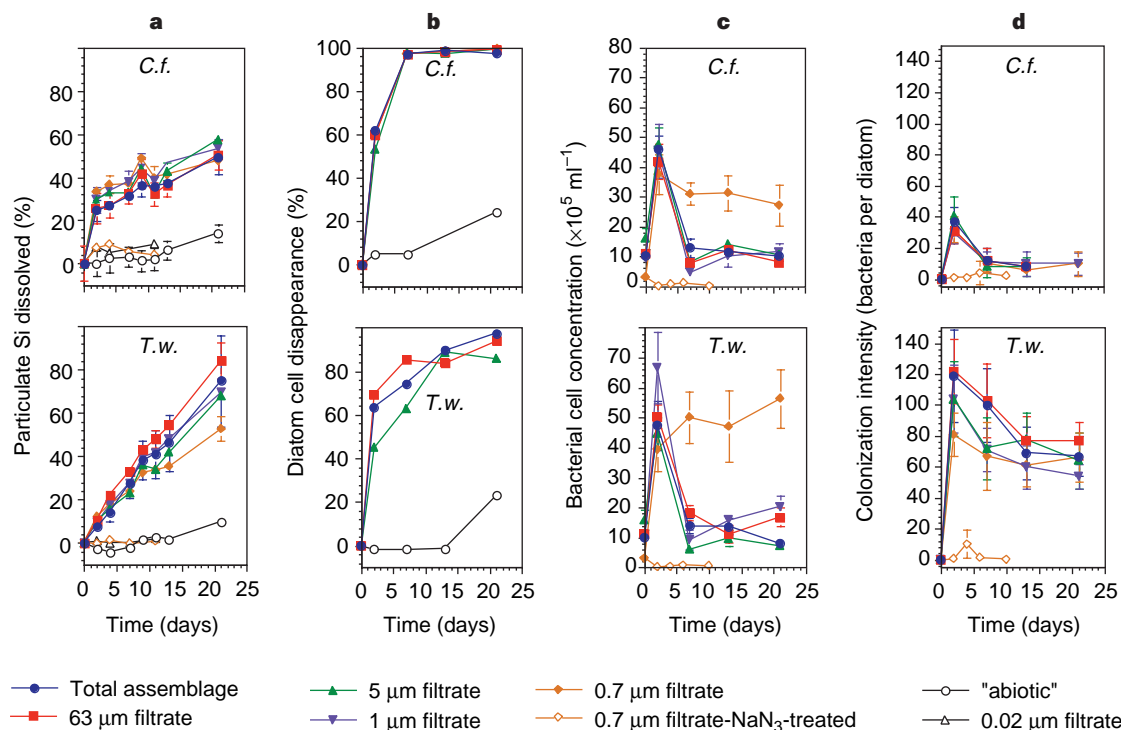 a
b
c
d
Particulate Si dissolved (%)
Diatom cell disappearance (%)
Bacterial cell concentration (×10⁵ ml⁻¹)
Colonization intensity (bacteria per diatom)
C.f.
80
60
40
20
0
C.f.
100
80
60
40
20
0
C.f.
80
70
60
50
40
30
20
10
0
C.f.
140
120
100
80
60
40
20
0
T.w.
80
60
40
20
0
T.w.
80
60
40
20
0
T.w.
70
60
50
40
30
20
10
0
T.w.
140
120
100
80
60
40
20
0
0 5 10 15 20 25
0 5 10 15 20 25
0 5 10 15 20 25
0 5 10 15 20 25
Time (days)
Time (days)
Time (days)
Time (days)
Total assemblage
63 µm filtrate
5 µm filtrate
1 µm filtrate
0.7 µm filtrate
0.7 µm filtrate-NaN₃-treated
"abiotic"
0.02 µm filtrate